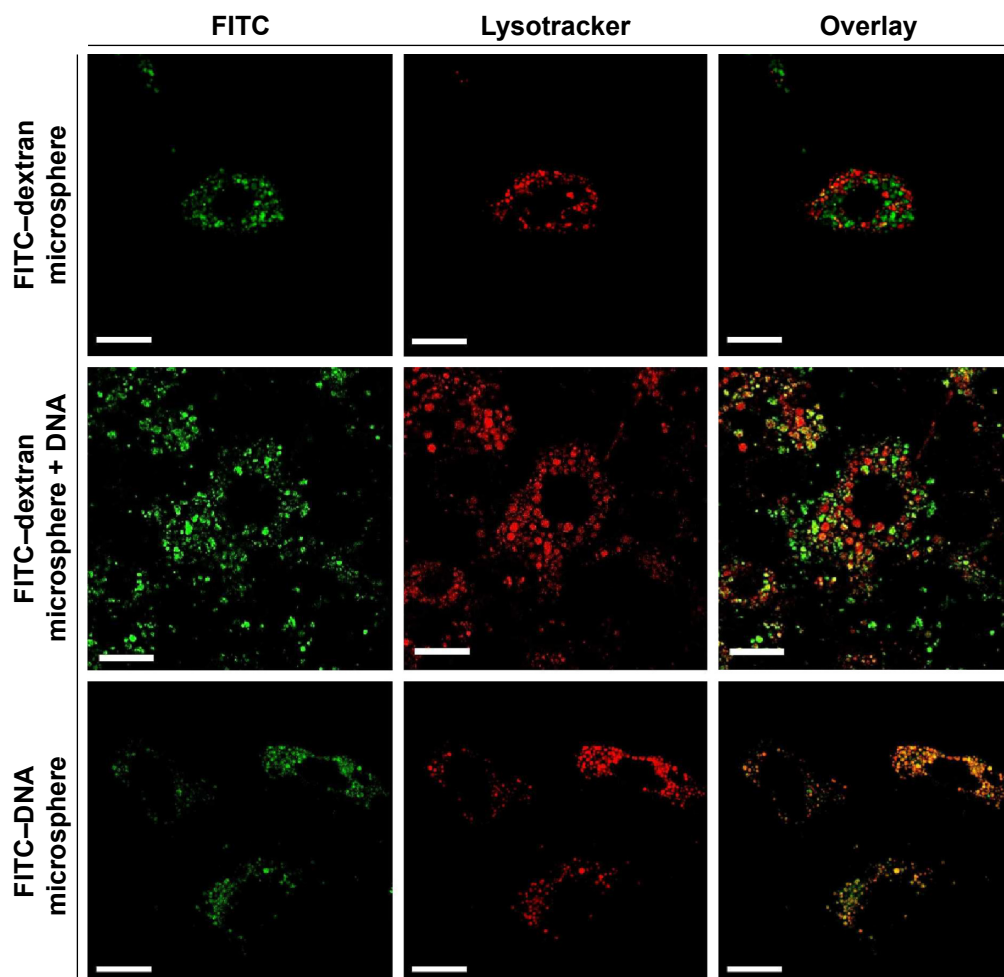 FITC
Lysotracker
Overlay
FITC–dextran
microsphere
FITC–dextran
microsphere + DNA
FITC–DNA
microsphere